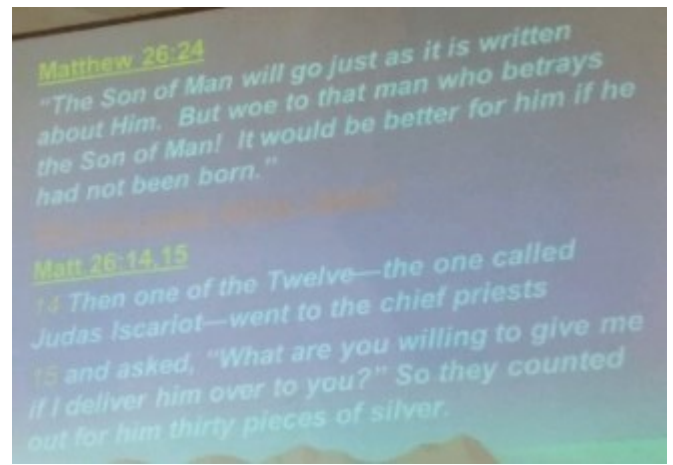 Matthew 26:24
“The Son of Man will go just as it is written
about Him.  But woe to that man who betrays
the Son of Man!  It would be better for him if he
had not been born.”
Matt 26:14,15
14 Then one of the Twelve—the one called
Judas Iscariot—went to the chief priests
15 and asked, “What are you willing to give me
if I deliver him over to you?” So they counted
out for him thirty pieces of silver.